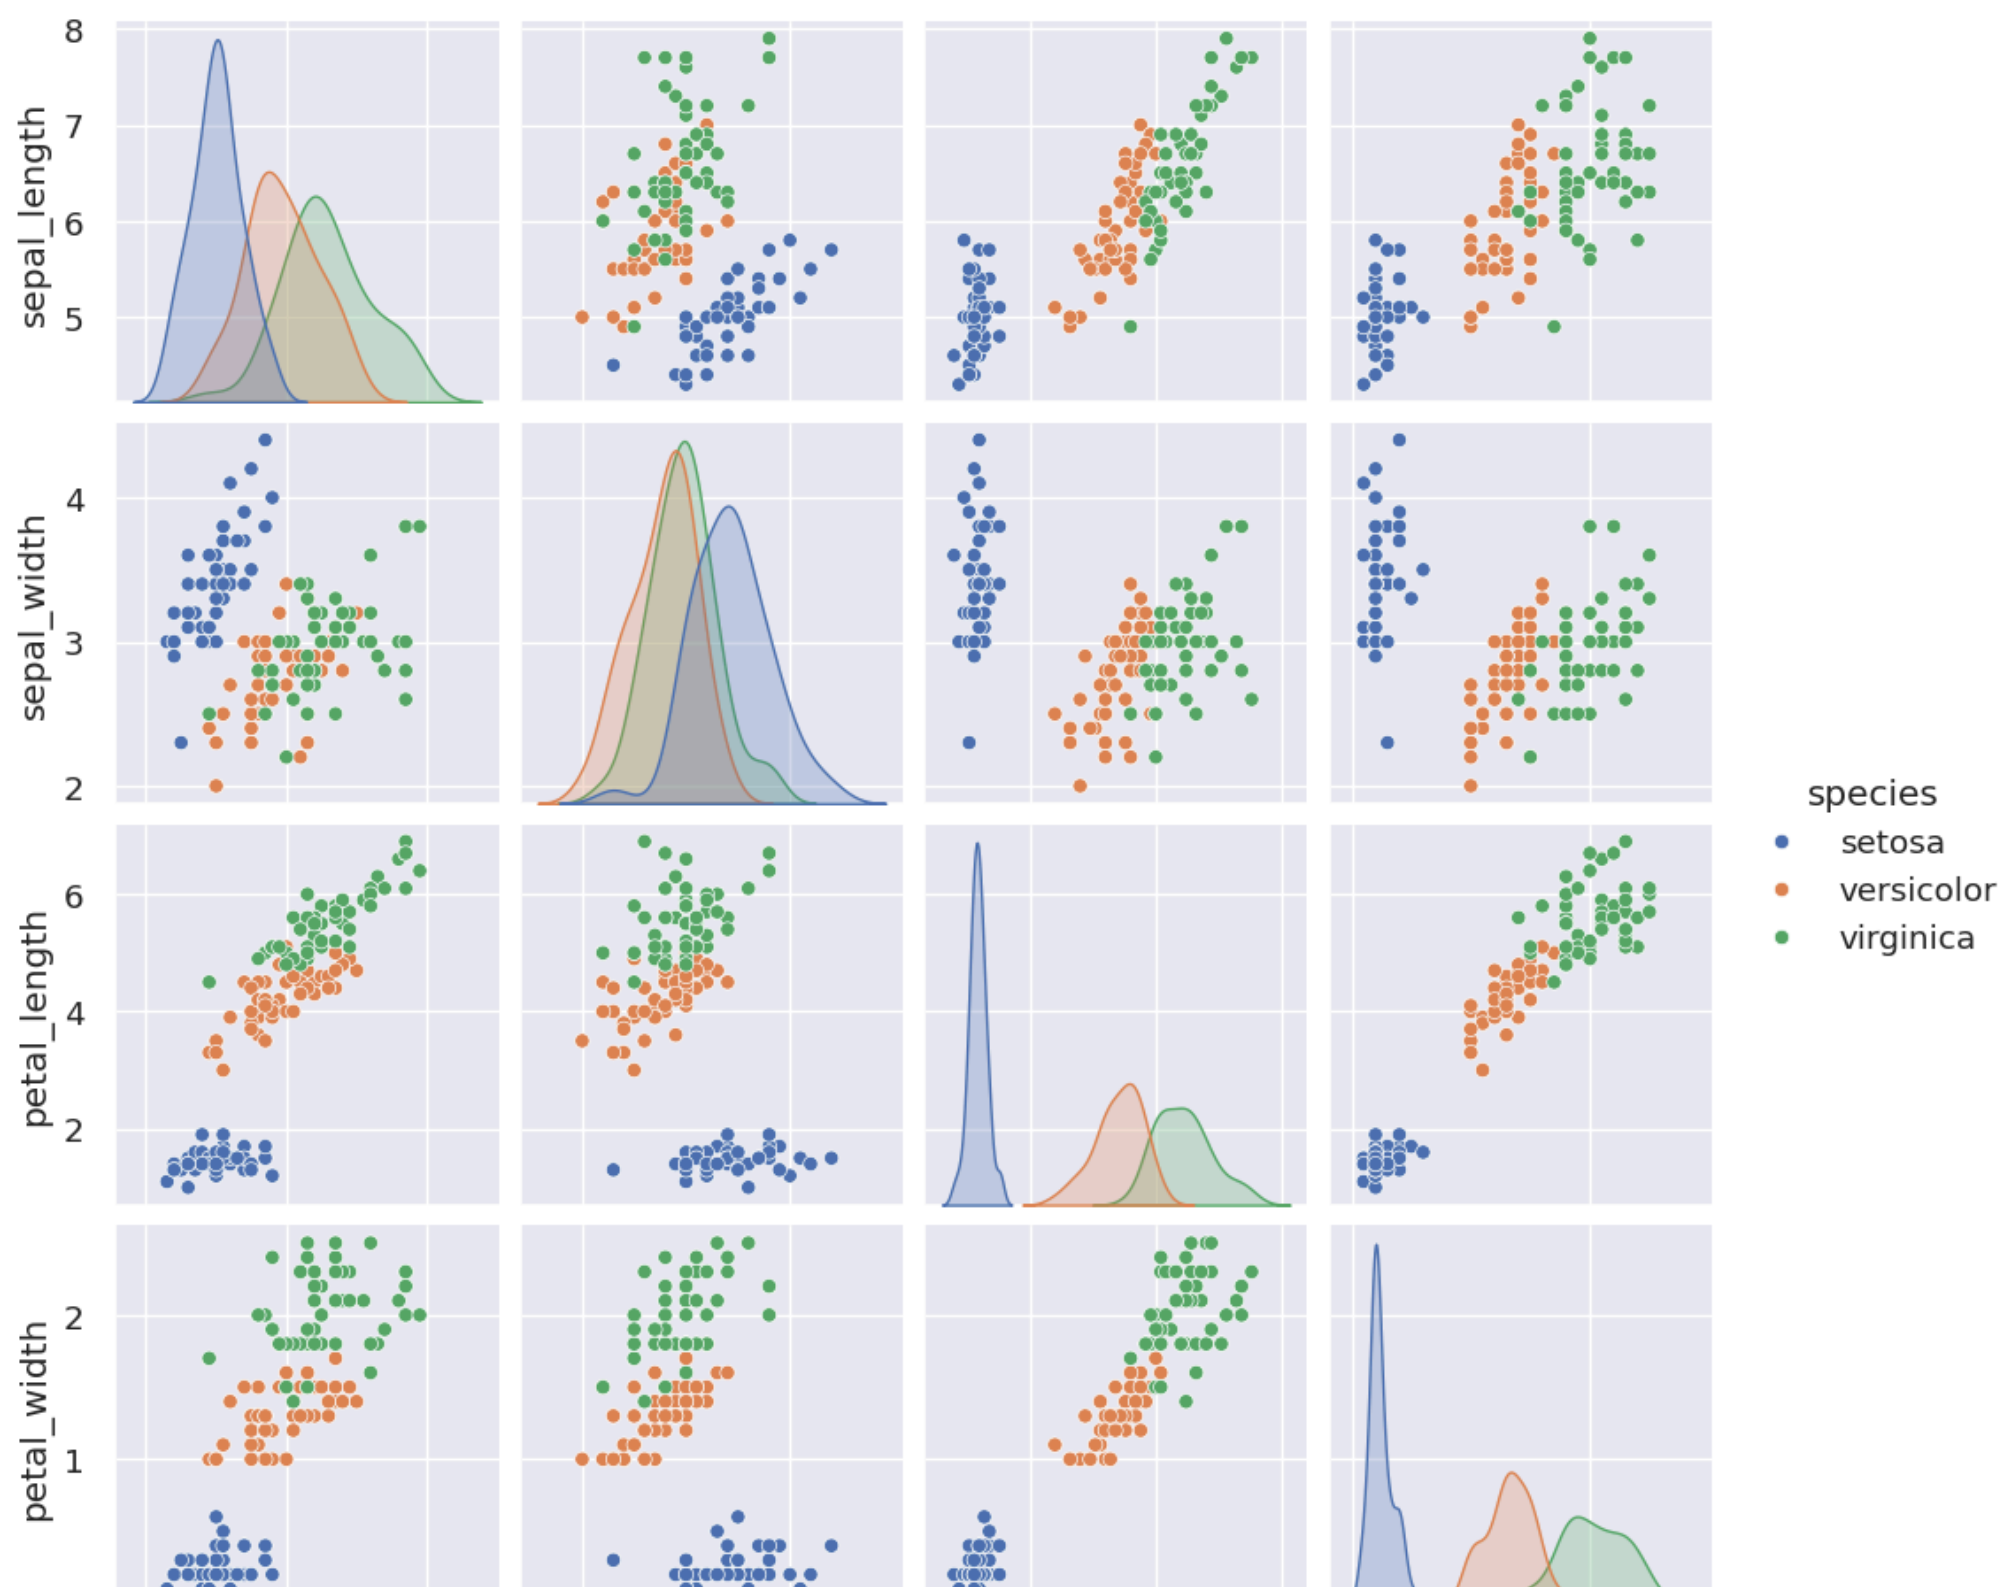 8
7
6
5
sepal_length
4
3
2
sepal_width
6
4
2
petal_length
2
1
petal_width
species
setosa
versicolor
virginica